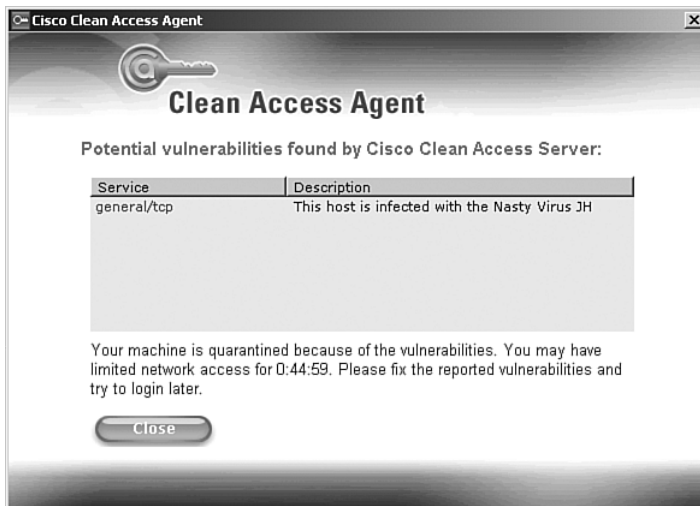 Cisco Clean Access Agent
Clean Access Agent
Potential vulnerabilities found by Cisco Clean Access Server:
Service Description
general/tcp This host is infected with the Nasty Virus JH
Your machine is quarantined because of the vulnerabilities. You may have
limited network access for 0:44:59. Please fix the reported vulnerabilities and
try to login later.
Close